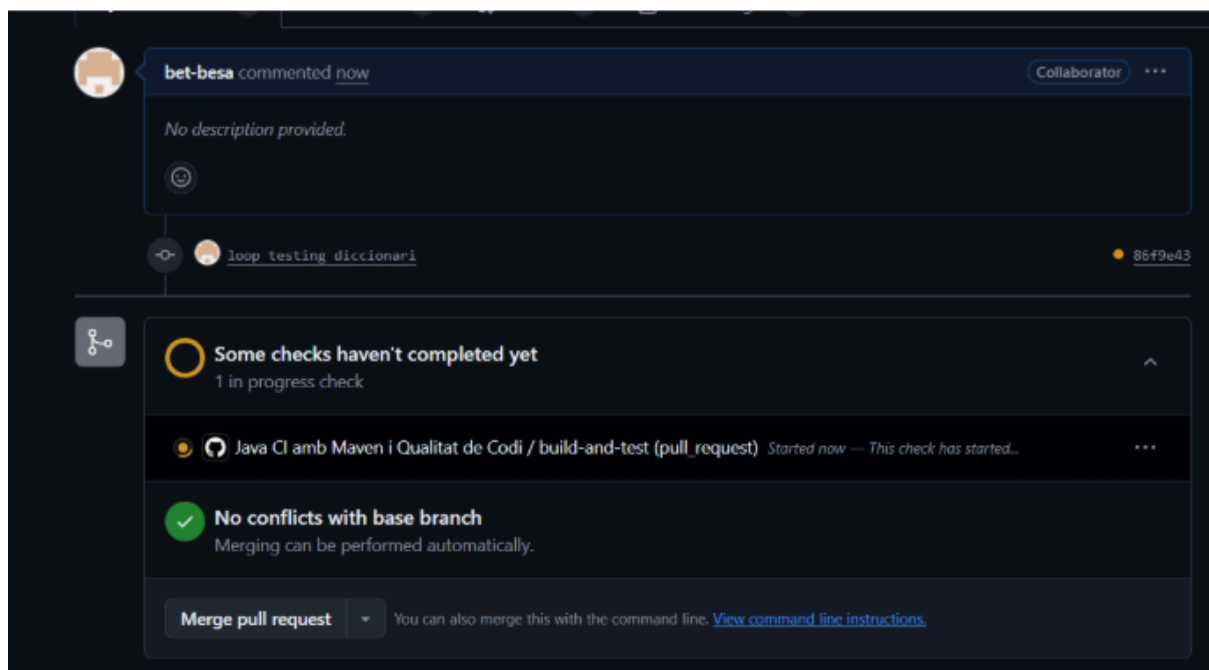 bet-besa commented now
Collaborator
No description provided.
loop testing diccionari
86f9e43
Some checks haven't completed yet
1 in progress check
Java CI amb Maven i Qualitat de Codi / build-and-test (pull_request) Started now — This check has started...
No conflicts with base branch
Merging can be performed automatically.
Merge pull request
You can also merge this with the command line. View command line instructions.